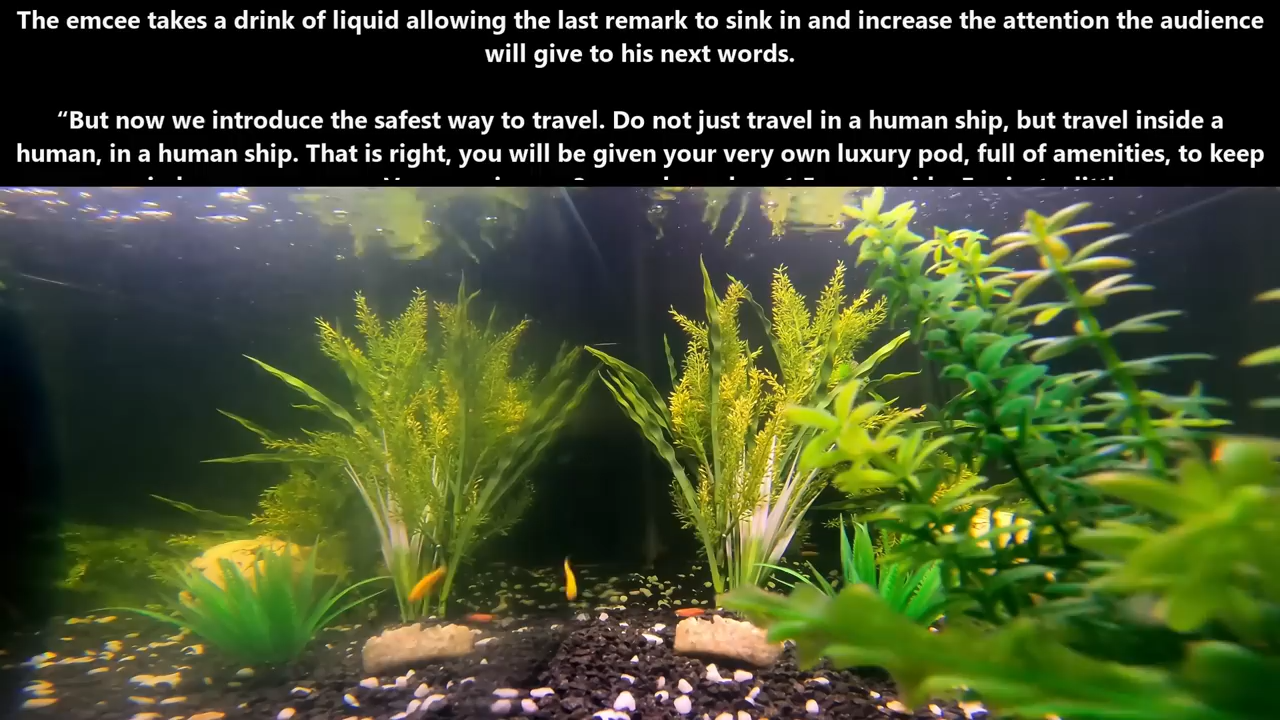 The emcee takes a drink of liquid allowing the last remark to sink in and increase the attention the audience
will give to his next words.
“But now we introduce the safest way to travel. Do not just travel in a human ship, but travel inside a
human, in a human ship. That is right, you will be given your very own luxury pod, full of amenities, to keep